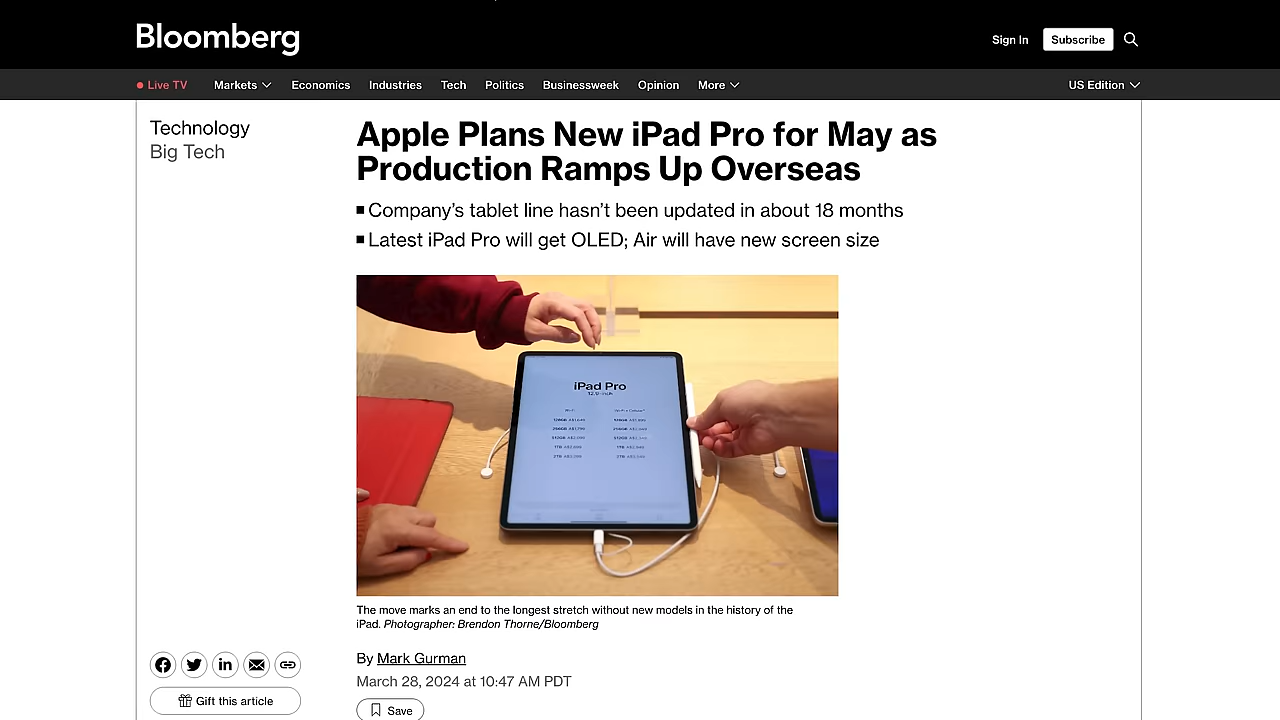 Bloomberg
Sign In
Subscribe
Live TV
Markets
Economics
Industries
Tech
Politics
Businessweek
Opinion
More
US Edition
Technology
Big Tech
Apple Plans New iPad Pro for May as
Production Ramps Up Overseas
Company's tablet line hasn't been updated in about 18 months
Latest iPad Pro will get OLED; Air will have new screen size
iPad Pro
12.9-inch
The move marks an end to the longest stretch without new models in the history of the
iPad. Photographer: Brendon Thorne/Bloomberg
By Mark Gurman
March 28, 2024 at 10:47 AM PDT
Gift this article
Save